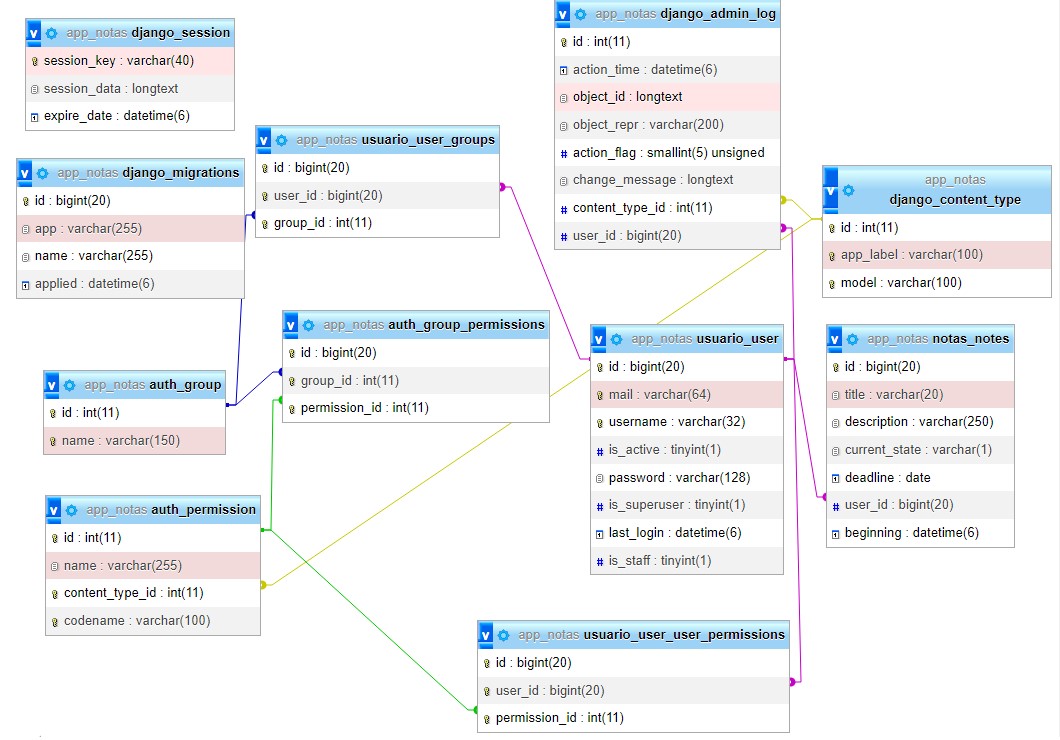 app_notas django_session
session_key : varchar(40)
session_data : longtext
expire_date : datetime(6)
app_notas django_migrations
id : bigint(20)
app : varchar(255)
name : varchar(255)
applied : datetime(6)
app_notas usuario_user_groups
id : bigint(20)
user_id : bigint(20)
group_id : int(11)
app_notas django_admin_log
id : int(11)
action_time : datetime(6)
object_id : longtext
object_repr : varchar(200)
action_flag : smallint(5) unsigned
change_message : longtext
content_type_id : int(11)
user_id : bigint(20)
app_notas
django_content_type
id : int(11)
app_label : varchar(100)
model : varchar(100)
app_notas auth_group_permissions
id : bigint(20)
group_id : int(11)
permission_id : int(11)
app_notas auth_group
id : int(11)
name : varchar(150)
app_notas usuario_user
id : bigint(20)
mail : varchar(64)
username : varchar(32)
is_active : tinyint(1)
password : varchar(128)
is_superuser : tinyint(1)
last_login : datetime(6)
is_staff : tinyint(1)
app_notas notas_notes
id : bigint(20)
title : varchar(20)
description : varchar(250)
current_state : varchar(1)
deadline : date
user_id : bigint(20)
beginning : datetime(6)
app_notas auth_permission
id : int(11)
name : varchar(255)
content_type_id : int(11)
codename : varchar(100)
app_notas usuario_user_user_permissions
id : bigint(20)
user_id : bigint(20)
permission_id : int(11)